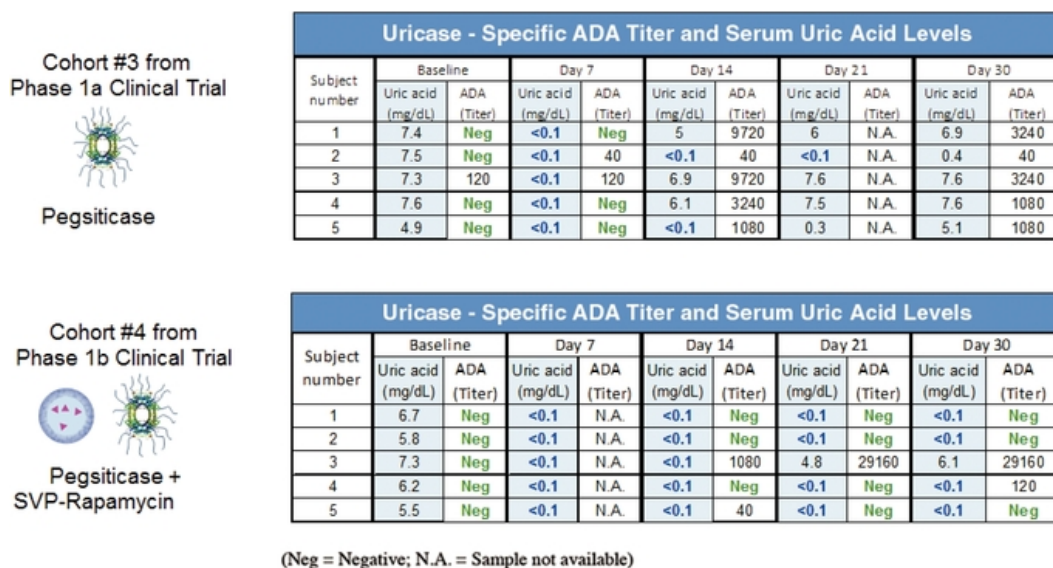 Cohort #3 from
Phase 1a Clinical Trial
Pegsiticase
Uricase - Specific ADA Titer and Serum Uric Acid Levels
Subject number Baseline Day 7 Day 14 Day 21 Day 30
Uric acid (mg/dL) ADA (Titer) Uric acid (mg/dL) ADA (Titer) Uric acid (mg/dL) ADA (Titer) Uric acid (mg/dL) ADA (Titer) Uric acid (mg/dL) ADA (Titer)
1 7.4 Neg <0.1 Neg 5 9720 6 N.A. 6.9 3240
2 7.5 Neg <0.1 40 <0.1 40 <0.1 N.A. 0.4 40
3 7.3 120 <0.1 120 6.9 9720 7.6 N.A. 7.6 3240
4 7.6 Neg <0.1 Neg 6.1 3240 7.5 N.A. 7.6 1080
5 4.9 Neg <0.1 Neg <0.1 1080 0.3 N.A. 5.1 1080
Cohort #4 from
Phase 1b Clinical Trial
Pegsiticase +
SVP-Rapamycin
Uricase - Specific ADA Titer and Serum Uric Acid Levels
Subject number Baseline Day 7 Day 14 Day 21 Day 30
Uric acid (mg/dL) ADA (Titer) Uric acid (mg/dL) ADA (Titer) Uric acid (mg/dL) ADA (Titer) Uric acid (mg/dL) ADA (Titer) Uric acid (mg/dL) ADA (Titer)
1 6.7 Neg <0.1 N.A. <0.1 Neg <0.1 Neg <0.1 Neg
2 5.8 Neg <0.1 N.A. <0.1 Neg <0.1 Neg <0.1 Neg
3 7.3 Neg <0.1 N.A. <0.1 1080 4.8 29160 6.1 29160
4 6.2 Neg <0.1 N.A. <0.1 Neg <0.1 Neg <0.1 120
5 5.5 Neg <0.1 N.A. <0.1 40 <0.1 Neg <0.1 Neg
(Neg = Negative; N.A. = Sample not available)